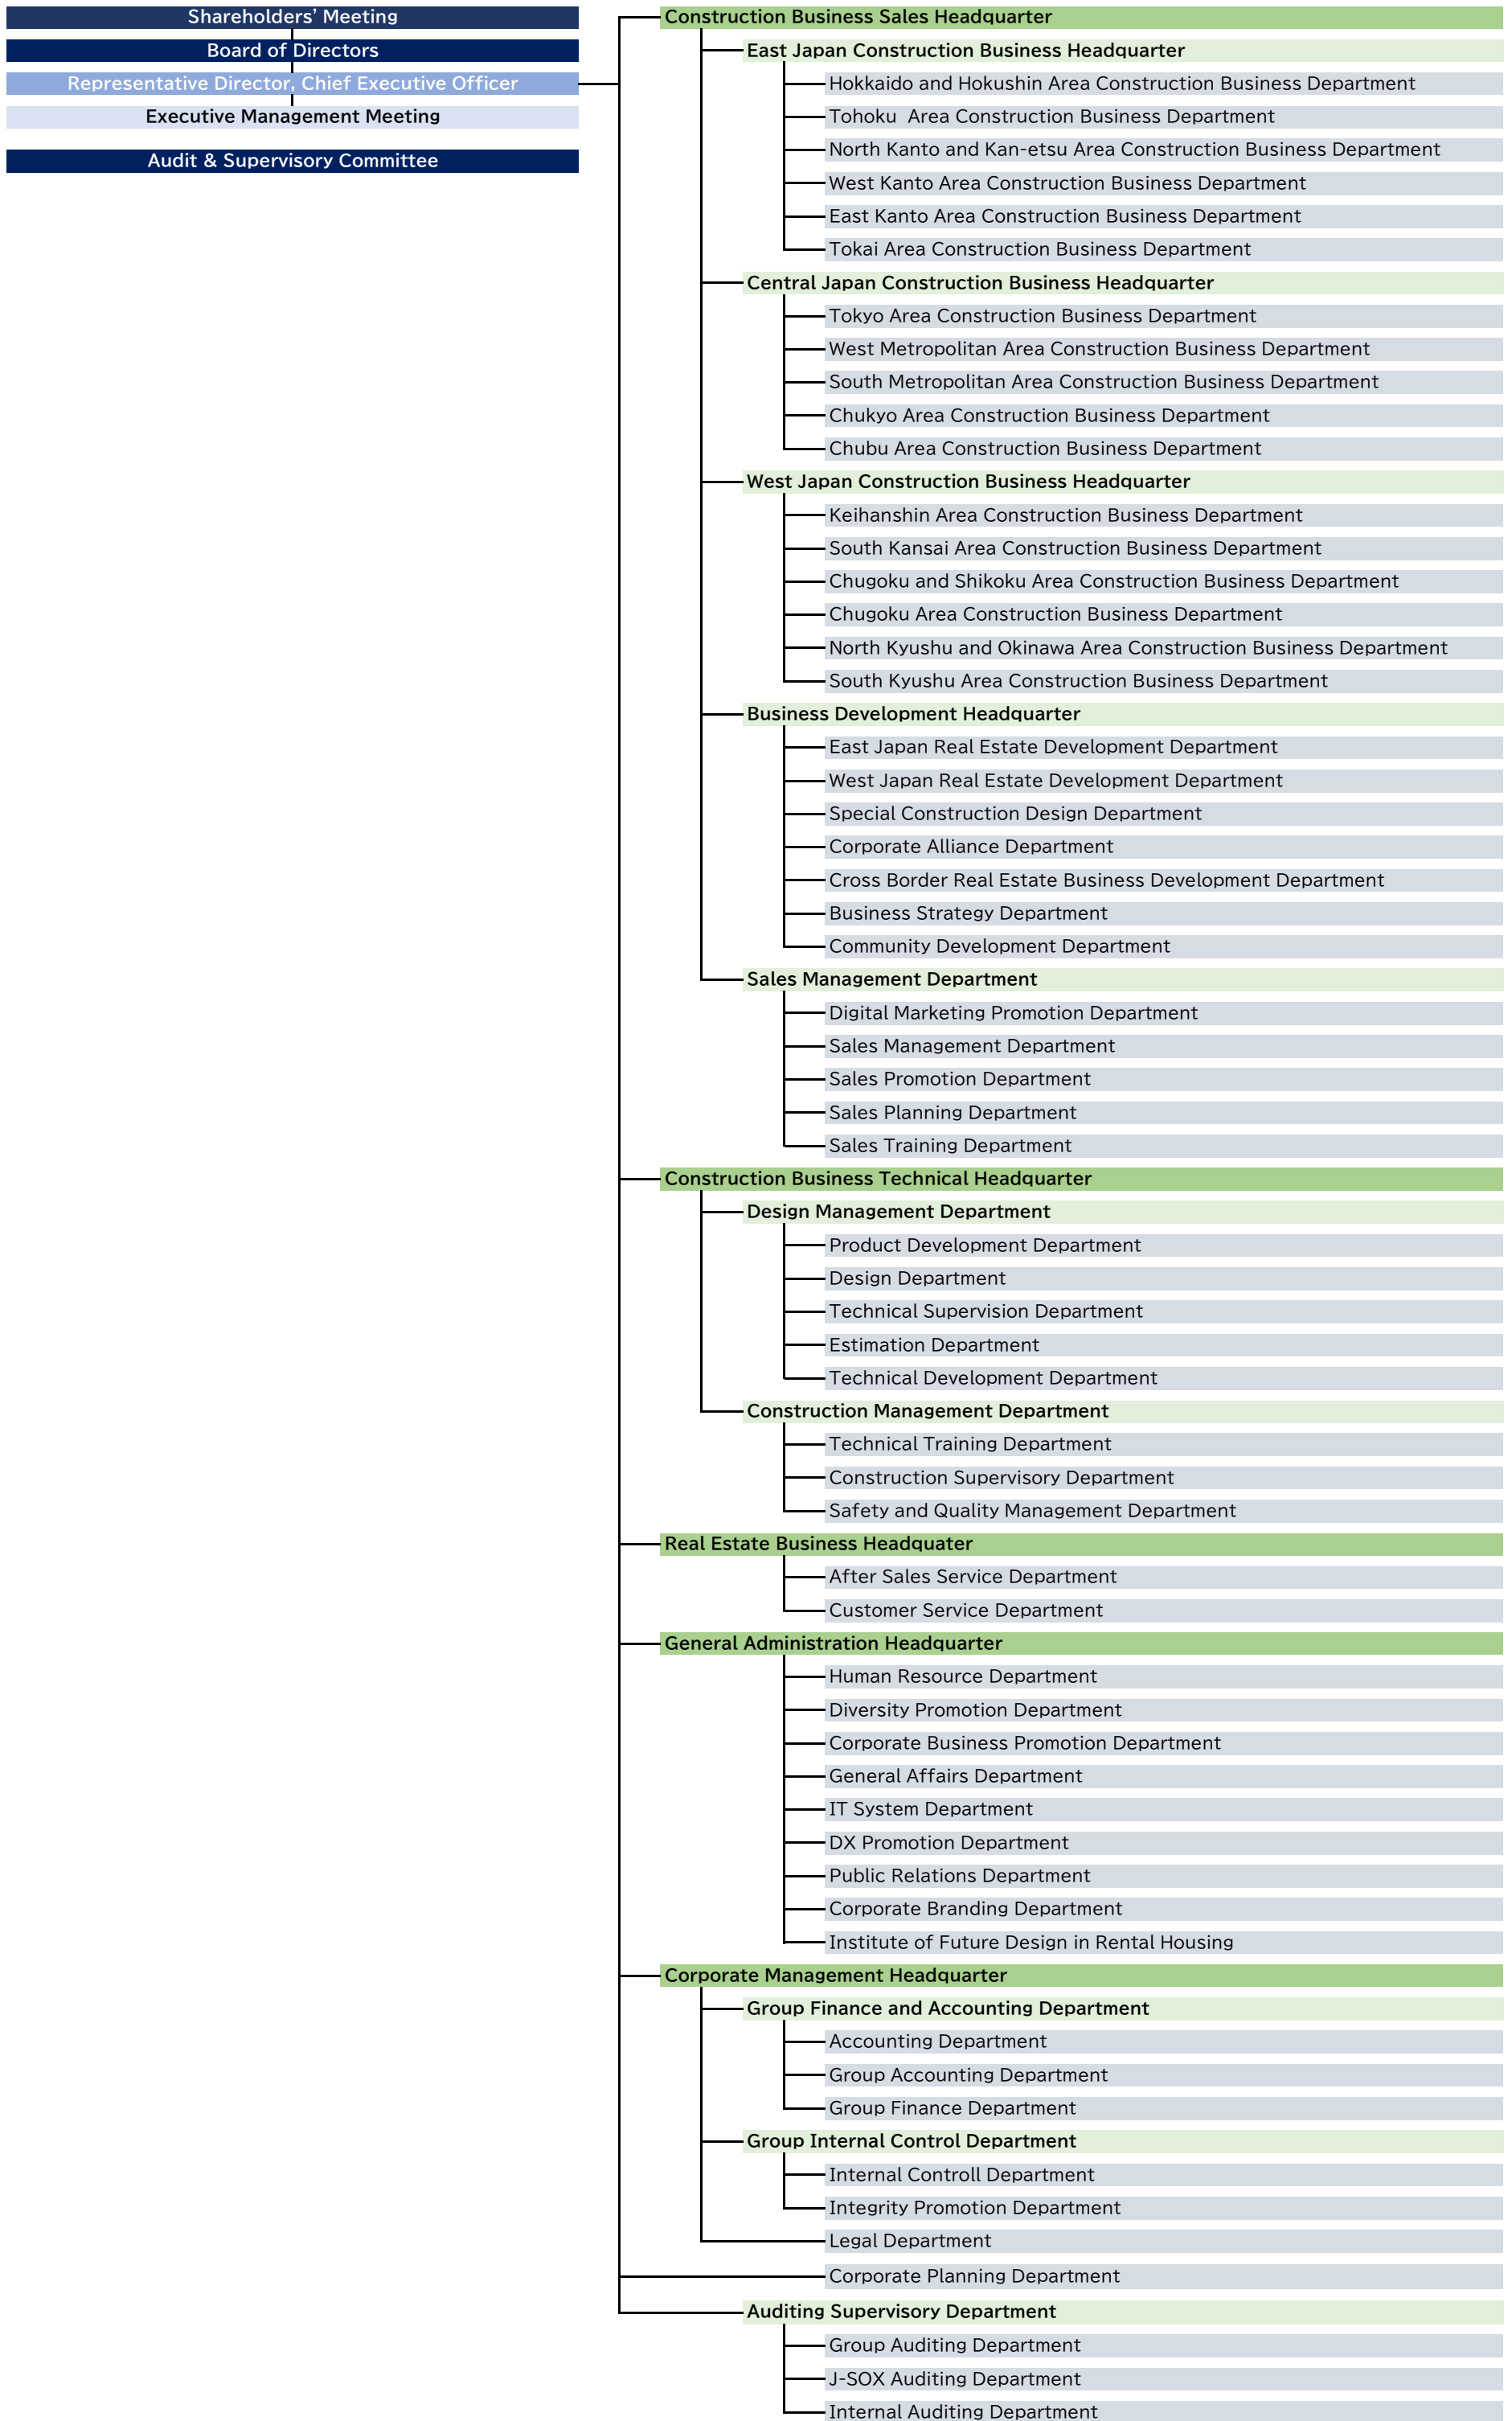 Shareholders’ Meeting
Board of Directors
Representative Director, Chief Executive Officer
Executive Management Meeting
Audit & Supervisory Committee
Construction Business Sales Headquarter
East Japan Construction Business Headquarter
Hokkaido and Hokushin Area Construction Business Department
Tohoku  Area Construction Business Department
North Kanto and Kan-etsu Area Construction Business Department
West Kanto Area Construction Business Department
East Kanto Area Construction Business Department
Tokai Area Construction Business Department
Central Japan Construction Business Headquarter
Tokyo Area Construction Business Department
West Metropolitan Area Construction Business Department
South Metropolitan Area Construction Business Department
Chukyo Area Construction Business Department
Chubu Area Construction Business Department
West Japan Construction Business Headquarter
Keihanshin Area Construction Business Department
South Kansai Area Construction Business Department
Chugoku and Shikoku Area Construction Business Department
Chugoku Area Construction Business Department
North Kyushu and Okinawa Area Construction Business Department
South Kyushu Area Construction Business Department
Business Development Headquarter
East Japan Real Estate Development Department
West Japan Real Estate Development Department
Special Construction Design Department
Corporate Alliance Department
Cross Border Real Estate Business Development Department
Business Strategy Department
Community Development Department
Sales Management Department
Digital Marketing Promotion Department
Sales Management Department
Sales Promotion Department
Sales Planning Department
Sales Training Department
Construction Business Technical Headquarter
Design Management Department
Product Development Department
Design Department
Technical Supervision Department
Estimation Department
Technical Development Department
Construction Management Department
Technical Training Department
Construction Supervisory Department
Safety and Quality Management Department
Real Estate Business Headquater
After Sales Service Department
Customer Service Department
General Administration Headquarter
Human Resource Department
Diversity Promotion Department
Corporate Business Promotion Department
General Affairs Department
IT System Department
DX Promotion Department
Public Relations Department
Corporate Branding Department
Institute of Future Design in Rental Housing
Corporate Management Headquarter
Group Finance and Accounting Department
Accounting Department
Group Accounting Department
Group Finance Department
Group Internal Control Department
Internal Controll Department
Integrity Promotion Department
Legal Department
Corporate Planning Department
Auditing Supervisory Department
Group Auditing Department
J-SOX Auditing Department
Internal Auditing Department